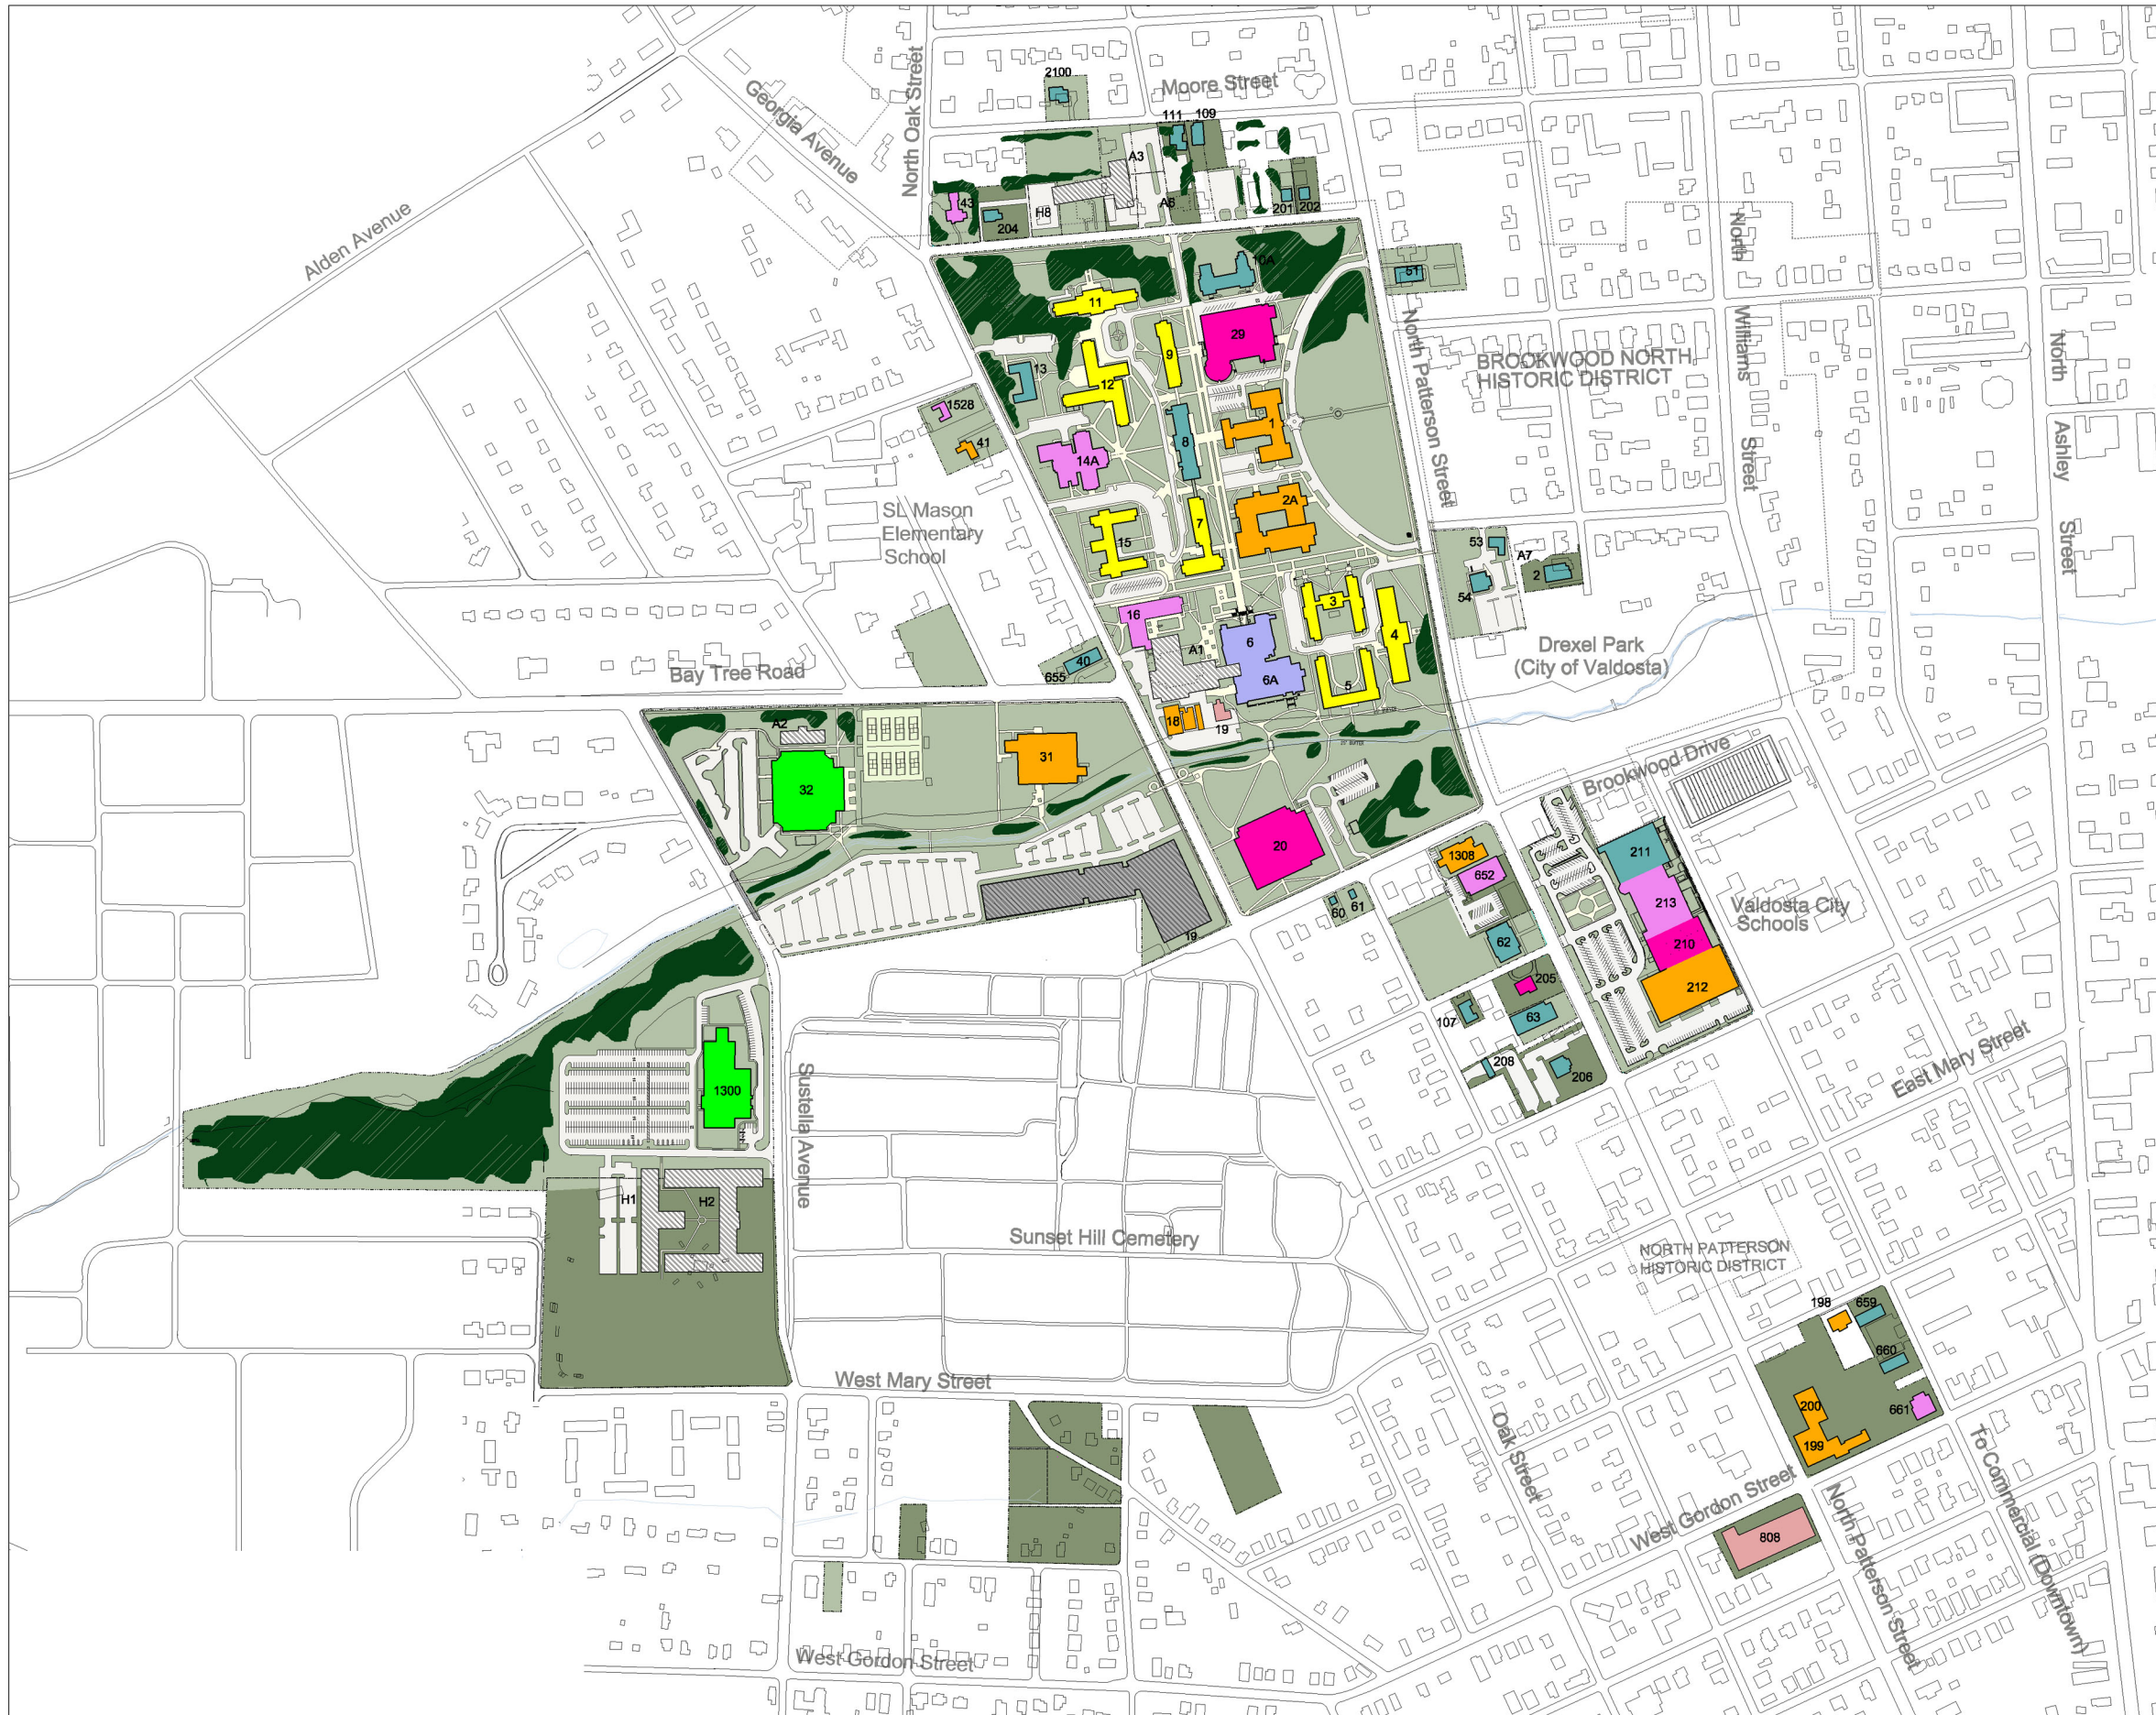 2100
Moore Street
Georgia Avenue
North Oak Street
111
109
A3
43
H8
A6
201
202
204
Alden Avenue
10A
51
North
11
29
North Patterson Street
BROOKWOOD NORTH
HISTORIC DISTRICT
Williams
North
9
13
12
1528
41
1
8
14A
Street
Ashley
2A
7
15
SL Mason
Elementary
School
Street
53
A7
2
54
3
16
4
6
A1
Drexel Park
(City of Valdosta)
40
655
Bay Tree Road
6A
5
18
19
A2
31
32
Brookwood Drive
20
1308
652
211
60
61
213
Valdosta City
Schools
19
62
210
205
212
107
63
208
206
East Mary Street
1300
Sustella Avenue
H1
H2
Sunset Hill Cemetery
NORTH PATTERSON
HISTORIC DISTRICT
198
659
660
West Mary Street
200
661
199
Oak Street
To Commercial (Downtown)
West Gordon Street
North Patterson Street
808
West Gordon Street